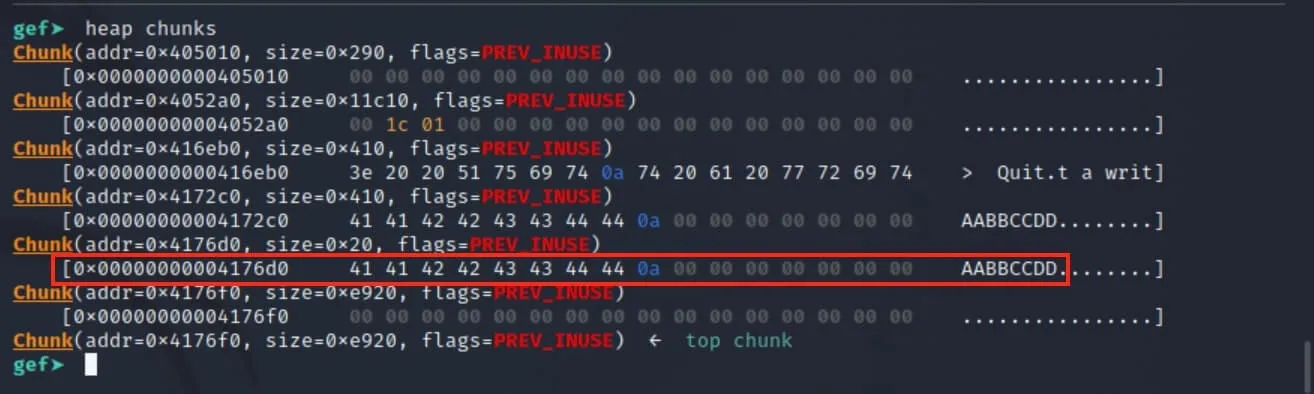 gef➤  heap chunks
Chunk(addr=0×405010, size=0×290, flags=PREV_INUSE)
    [0×0000000000405010     00 00 00 00 00 00 00 00 00 00 00 00 00 00 00 00    ................]
Chunk(addr=0×4052a0, size=0×11c10, flags=PREV_INUSE)
    [0×00000000004052a0     00 1c 01 00 00 00 00 00 00 00 00 00 00 00 00 00    ................]
Chunk(addr=0×416eb0, size=0×410, flags=PREV_INUSE)
    [0×0000000000416eb0     3e 20 20 51 75 69 74 0a 74 20 61 20 77 72 69 74    >  Quit.t a writ]
Chunk(addr=0×4172c0, size=0×410, flags=PREV_INUSE)
    [0×00000000004172c0     41 41 42 42 43 43 44 44 0a 00 00 00 00 00 00 00    AABBCCDD........]
Chunk(addr=0×4176d0, size=0×20, flags=PREV_INUSE)
    [0×00000000004176d0     41 41 42 42 43 43 44 44 0a 00 00 00 00 00 00 00    AABBCCDD........]
Chunk(addr=0×4176f0, size=0×e920, flags=PREV_INUSE)
    [0×00000000004176f0     00 00 00 00 00 00 00 00 00 00 00 00 00 00 00 00    ................]
Chunk(addr=0×4176f0, size=0×e920, flags=PREV_INUSE)  ←  top chunk
gef➤